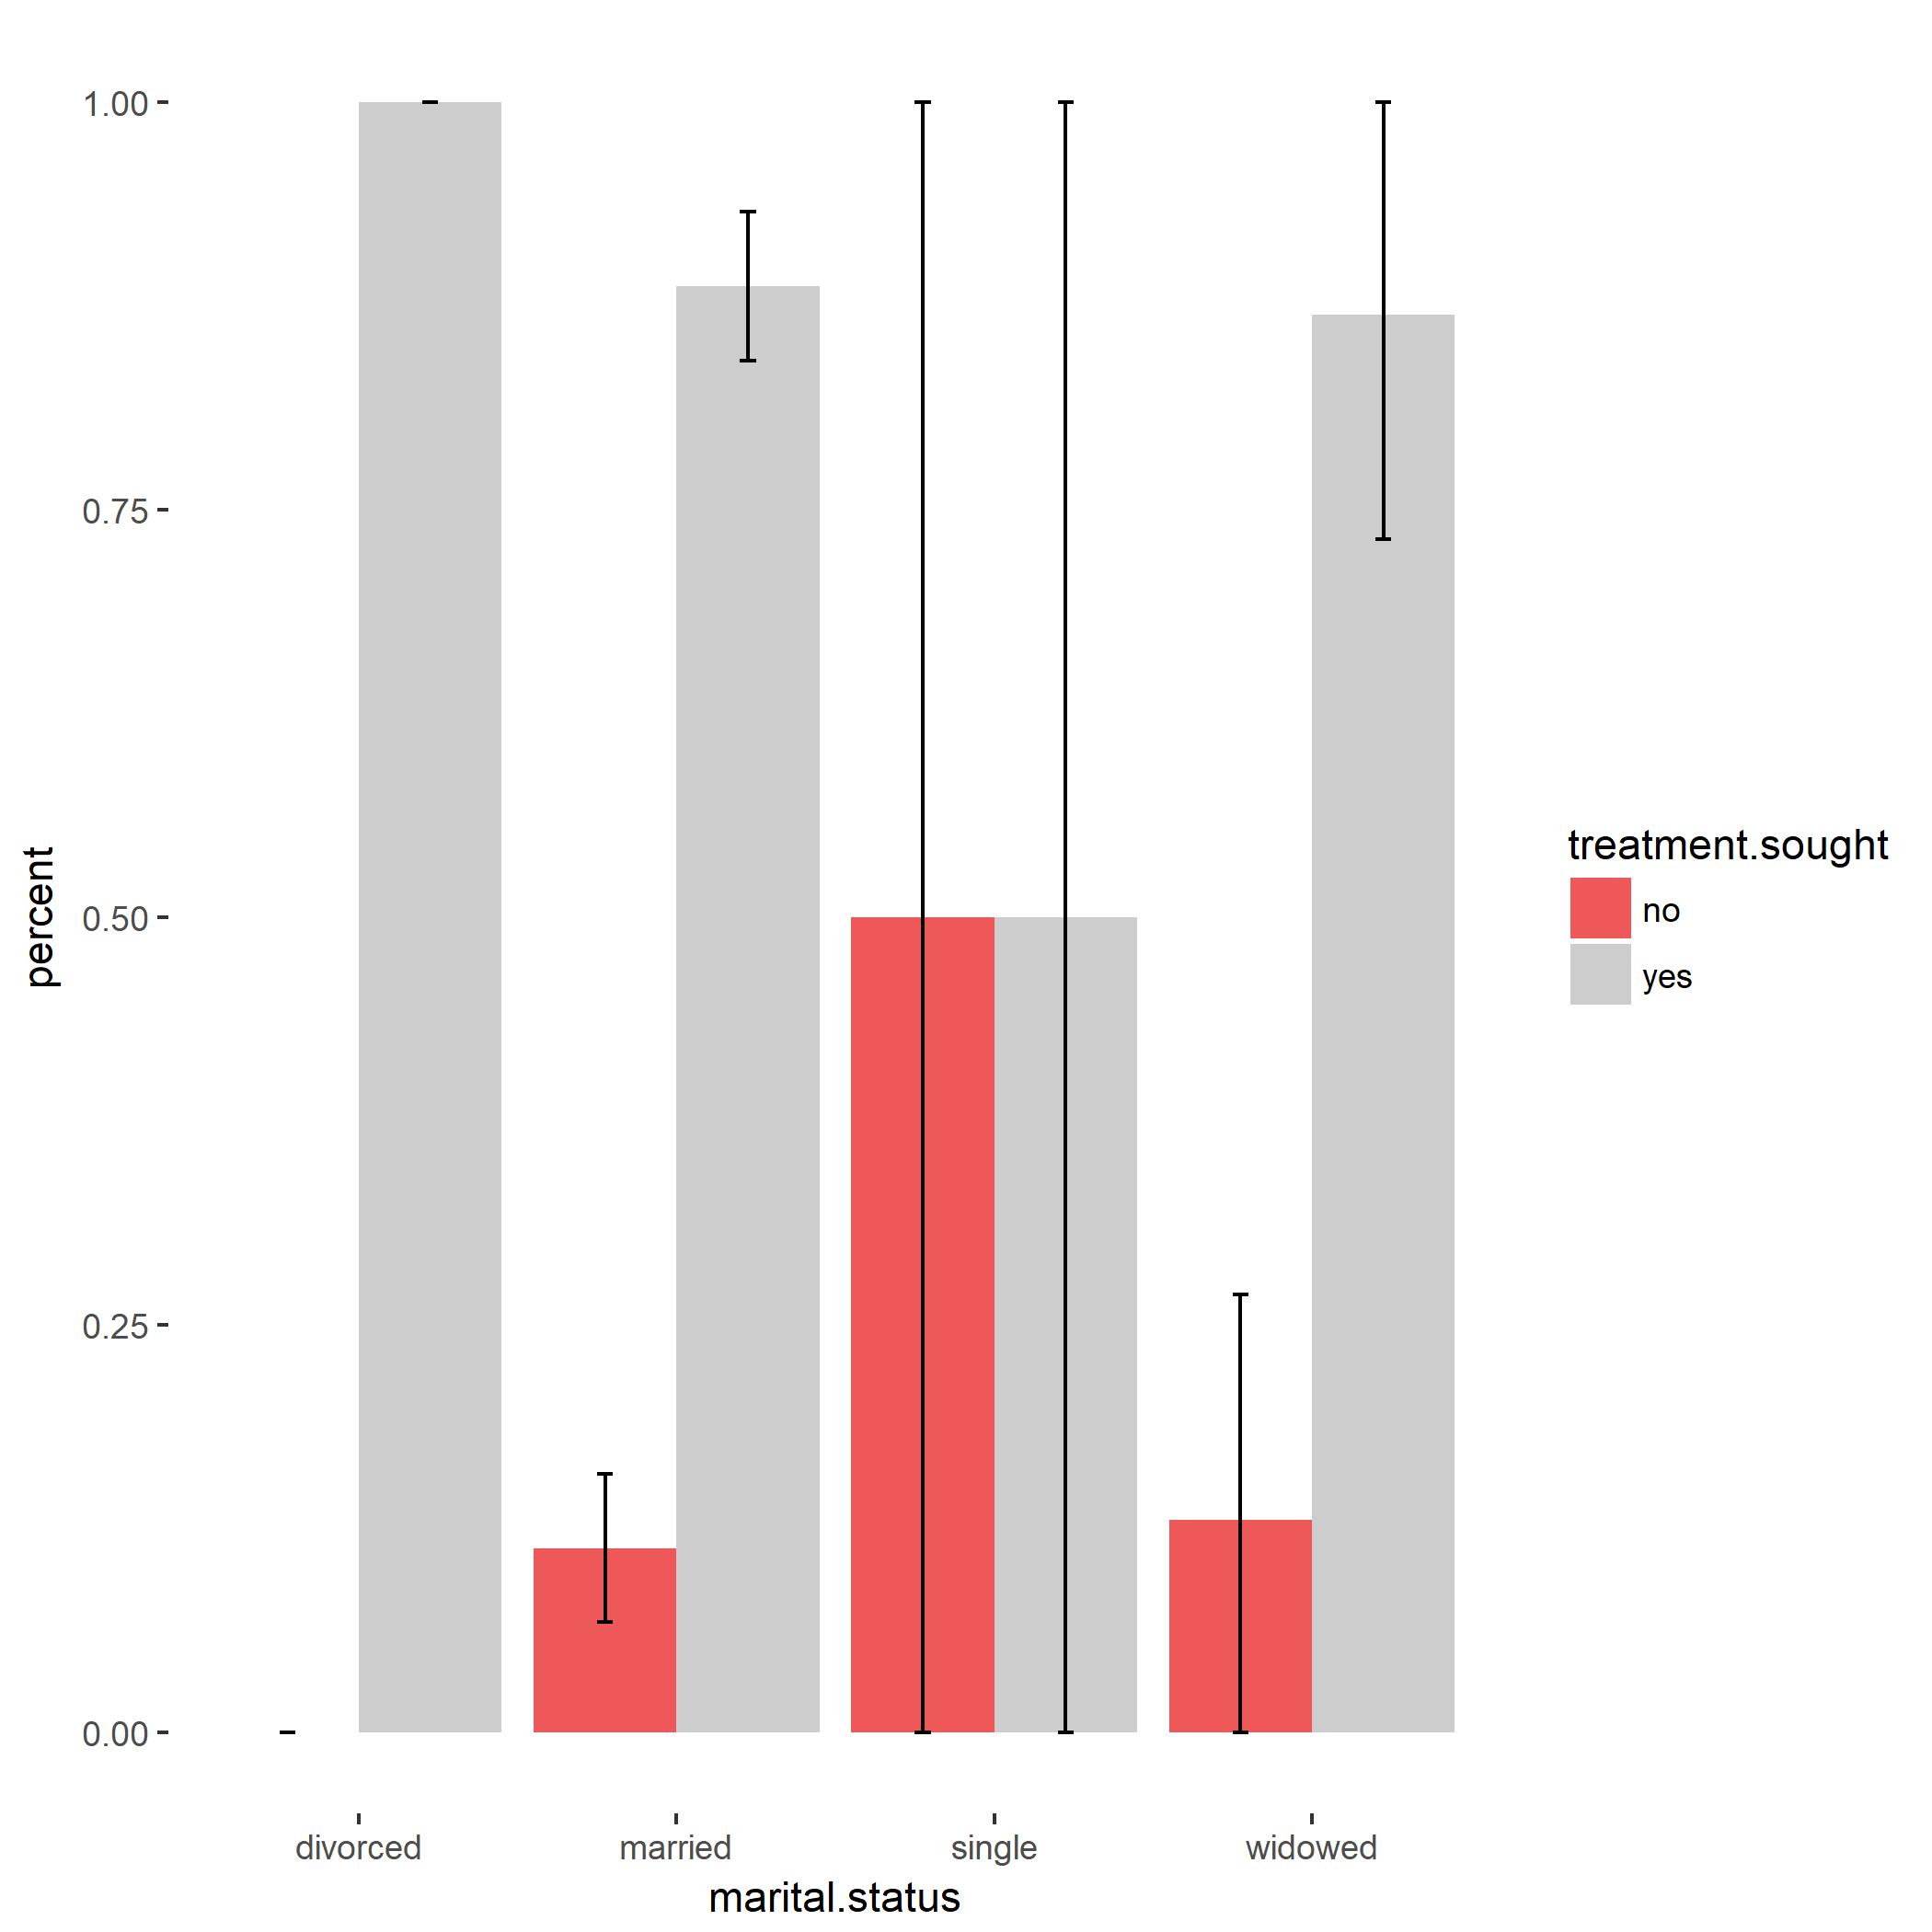 1.00
0.75
0.50
0.25
0.00
percent
divorced married single widowed
marital.status
treatment.sought
no
yes